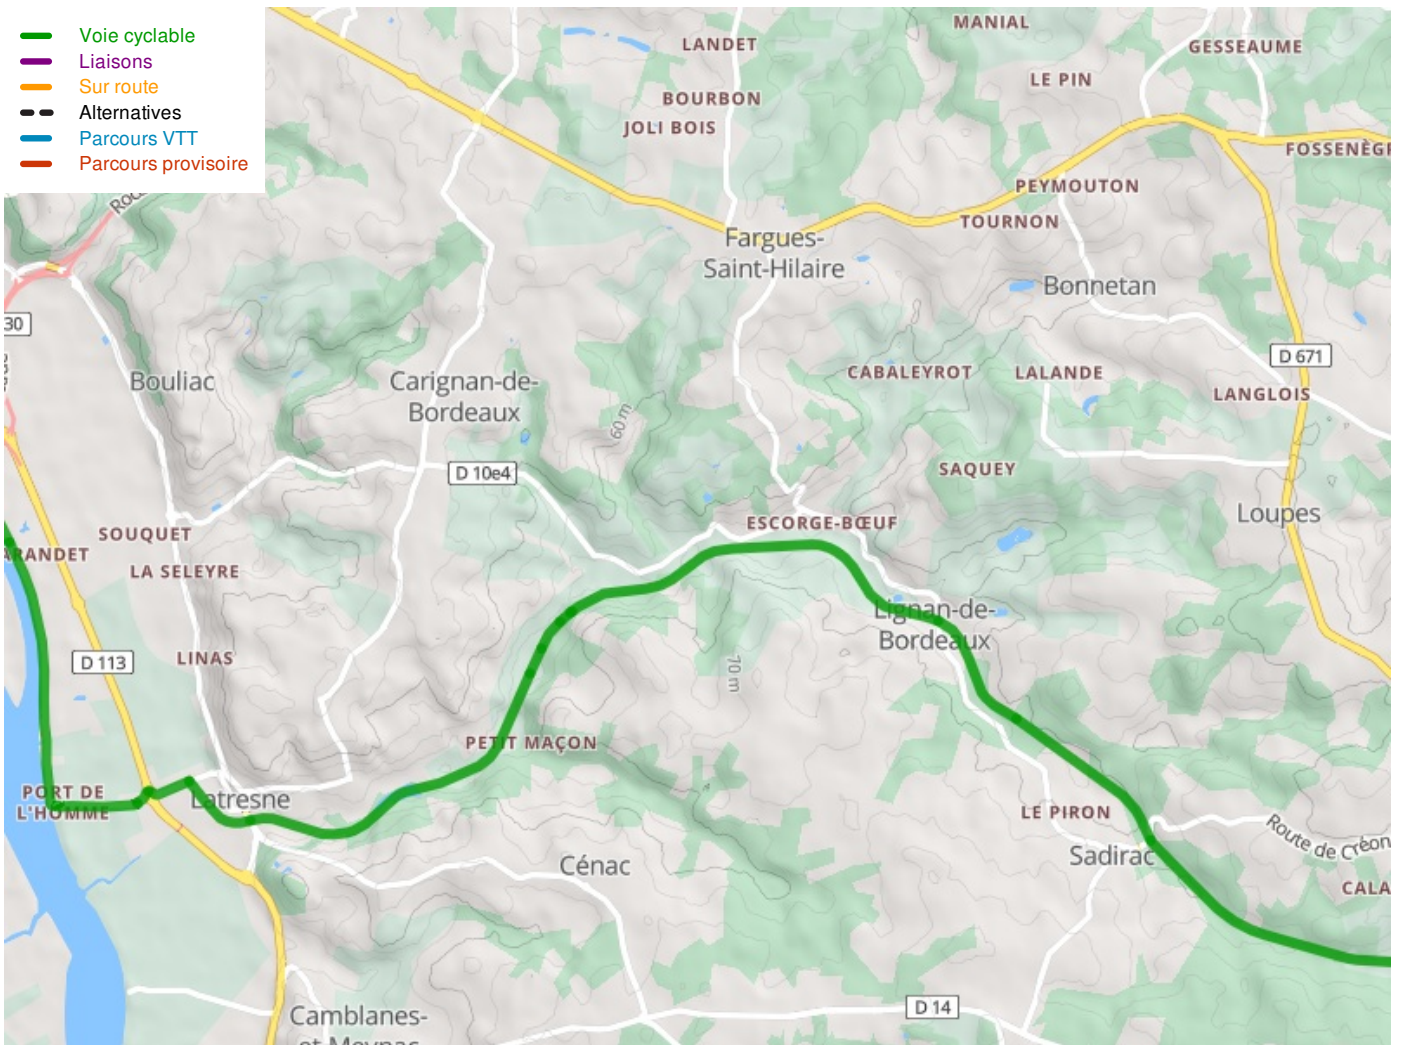 Voie cyclable
Liaisons
Sur route
Alternatives
Parcours VTT
Parcours provisoire
MANIAL
LANDET
GESSEAUME
LE PIN
BOURBON
JOLI BOIS
PEYMOUTON
TOURNON
Fargues-
Saint-Hilaire
Bonnetan
30
D 671
Bouliac
Carignan-de-
Bordeaux
CABALEYROT
LALANDE
LANGLOIS
60 m
D 10e4
SAQUEY
Loupes
ESCORGE-BŒUF
SOUQUET
LA SELEYRE
Lignan-de-
Bordeaux
D 113
LINAS
70 m
PETIT MAÇON
PORT DE
L'HOMME
Latresne
LE PIRON
Sadirac
Route de Créon
Cénac
CALA
D 14
Camblanes-
et-Meynac